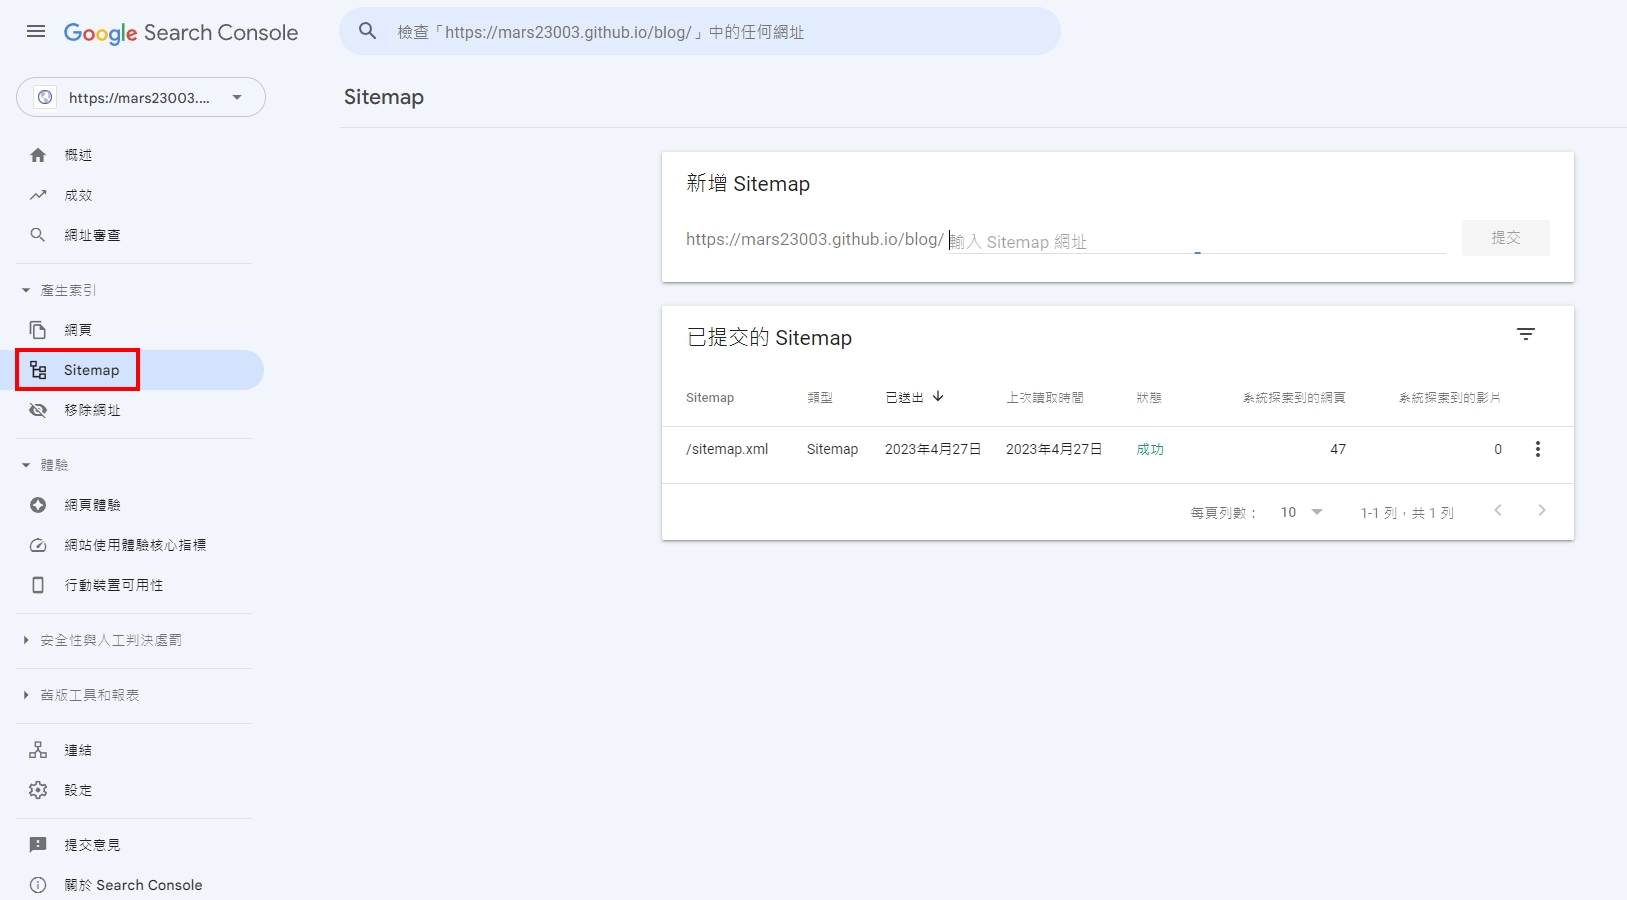 Google Search Console
檢查「https://mars23003.github.io/blog/」中的任何網址
https://mars23003....
Sitemap
概述
成效
網址審查
產生索引
網頁
Sitemap
移除網址
體驗
網頁體驗
網站使用體驗核心指標
行動裝置可用性
安全性與人工判決處罰
舊版工具和報表
連結
設定
提交意見
關於 Search Console
新增 Sitemap
https://mars23003.github.io/blog/ 輸入 Sitemap 網址 提交
已提交的 Sitemap
Sitemap 類型 已送出 上次讀取時間 狀態 系統探索到的網頁 系統探索到的影片
/sitemap.xml Sitemap 2023年4月27日 2023年4月27日 成功 47 0
每頁列數： 10 1-1 列，共 1 列